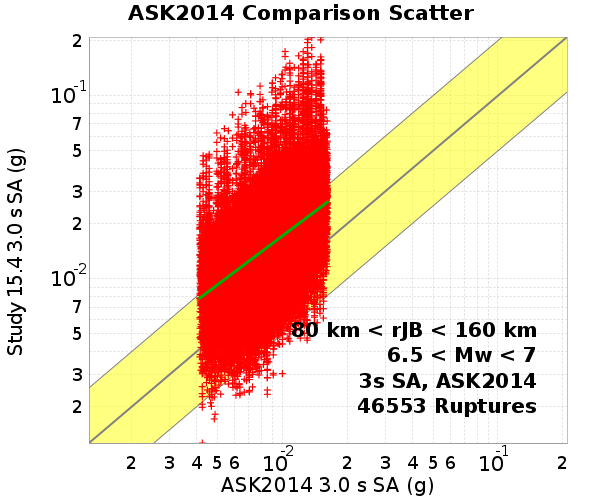 ASK2014 Comparison Scatter
2
10-1
7
5
3
2
10-2
7
5
3
2
Study 15.4 3.0 s SA (g)
80 km < rJB < 160 km
6.5 < Mw < 7
3s SA, ASK2014
46553 Ruptures
2 3 4 5 6 10-2 2 3 4 5 6 10-1 2
ASK2014 3.0 s SA (g)